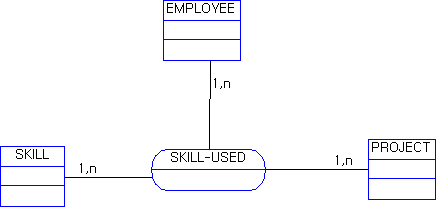 EMPLOYEE
1,n
SKILL
1,n
SKILL-USED
1,n
PROJECT